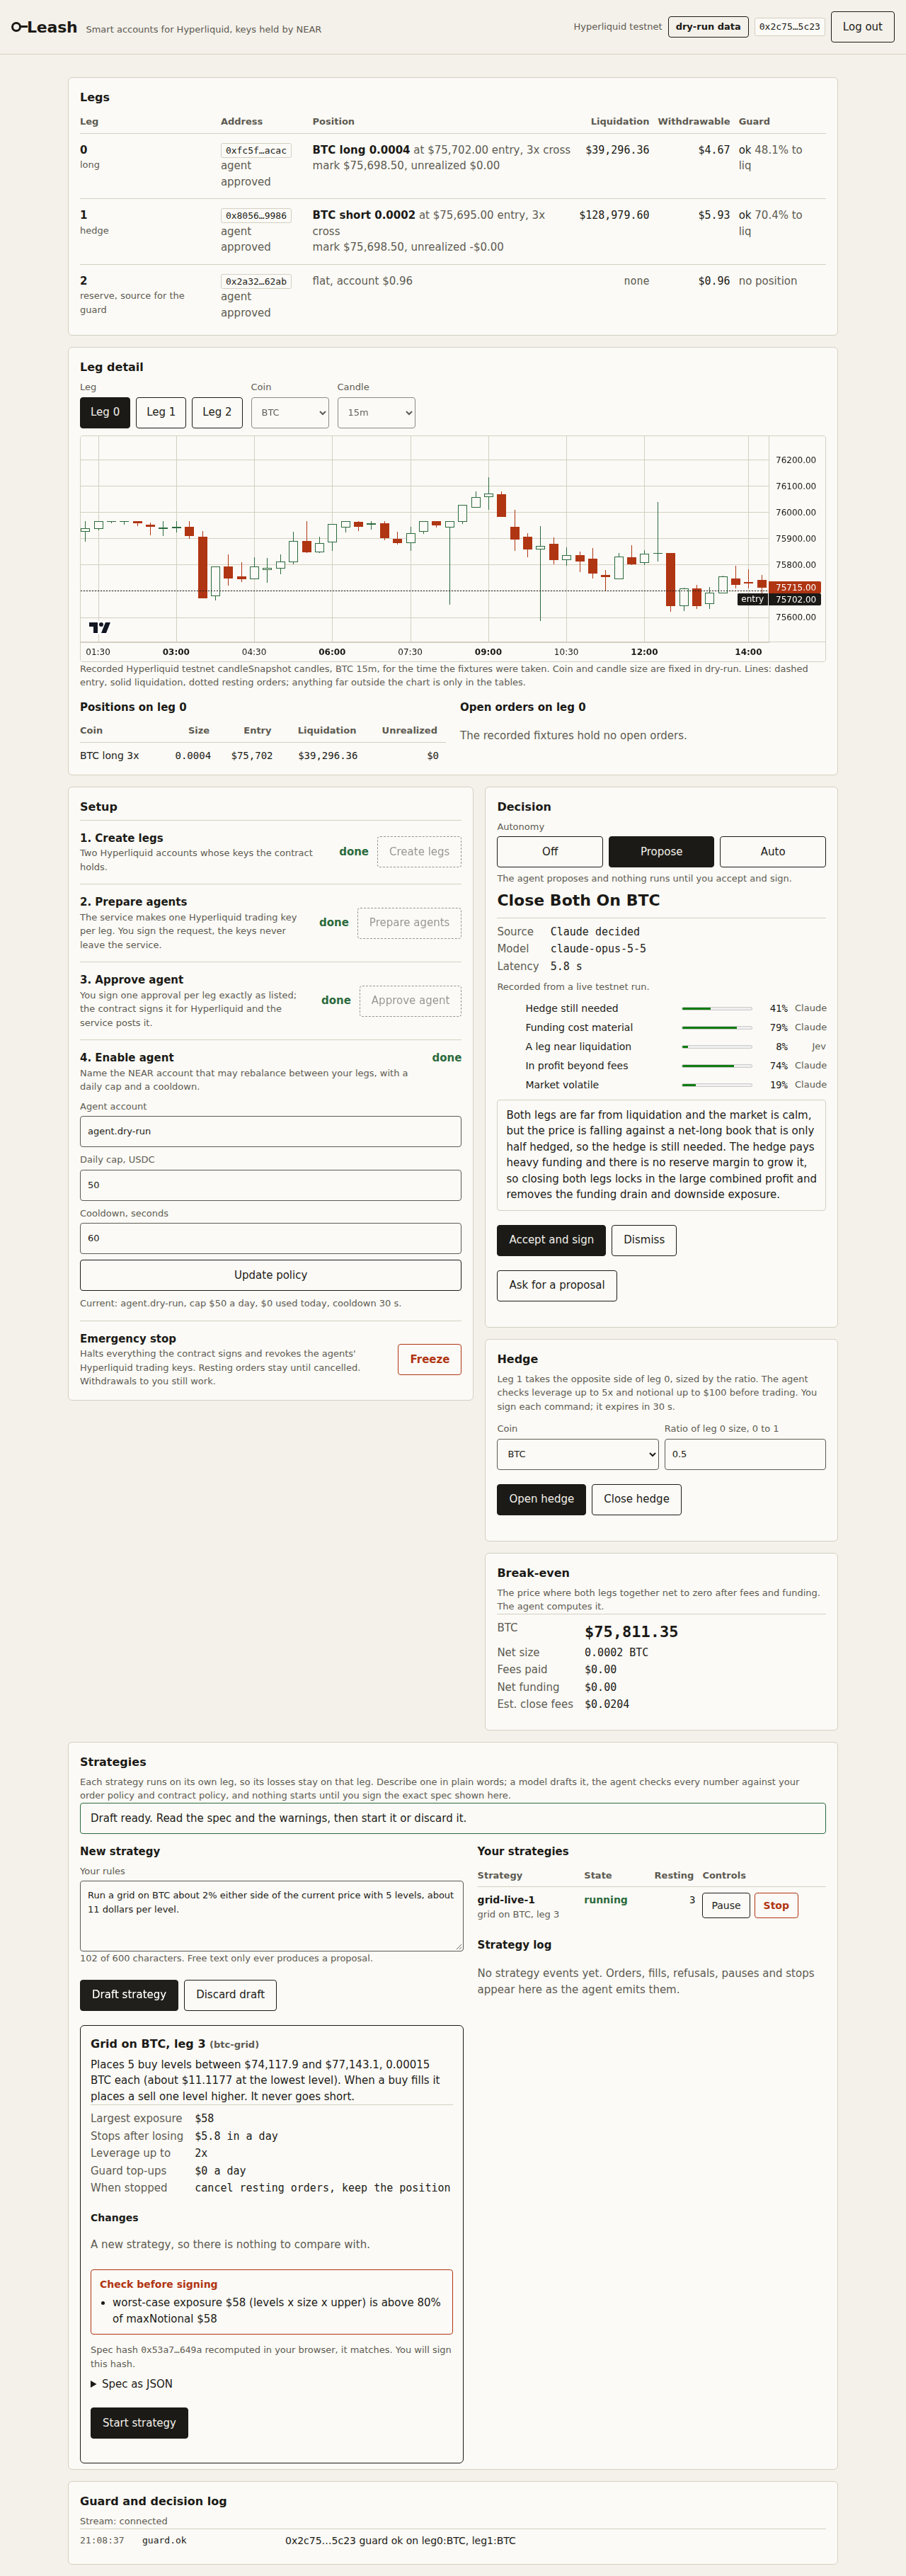 Leash Smart accounts for Hyperliquid, keys held by NEAR Hyperliquid testnet dry-run data 0x2c75…5c23 Log out
Legs
Leg Address Position Liquidation Withdrawable Guard
0 0xfc5f…acac BTC long 0.0004 at $75,702.00 entry, 3x cross $39,296.36 $4.67 ok 48.1% to
long agent mark $75,698.50, unrealized $0.00 liq
approved
1 0x8056…9986 BTC short 0.0002 at $75,695.00 entry, 3x $128,979.60 $5.93 ok 70.4% to
hedge agent cross liq
approved mark $75,698.50, unrealized -$0.00
2 0x2a32…62ab flat, account $0.96 none $0.96 no position
reserve, source for the agent
guard approved
Leg detail
Leg Coin Candle
Leg 0 Leg 1 Leg 2 BTC 15m
76200.00
76100.00
76000.00
75900.00
75800.00
75715.00
entry 75702.00
75600.00
01:30 03:00 04:30 06:00 07:30 09:00 10:30 12:00 14:00
Recorded Hyperliquid testnet candleSnapshot candles, BTC 15m, for the time the fixtures were taken. Coin and candle size are fixed in dry-run. Lines: dashed
entry, solid liquidation, dotted resting orders; anything far outside the chart is only in the tables.
Positions on leg 0
Coin Size Entry Liquidation Unrealized
BTC long 3x 0.0004 $75,702 $39,296.36 $0
Open orders on leg 0
The recorded fixtures hold no open orders.
Setup
1. Create legs
Two Hyperliquid accounts whose keys the contract
holds.
done Create legs
2. Prepare agents
The service makes one Hyperliquid trading key
per leg. You sign the request, the keys never
leave the service.
done Prepare agents
3. Approve agent
You sign one approval per leg exactly as listed;
the contract signs it for Hyperliquid and the
service posts it.
done Approve agent
4. Enable agent done
Name the NEAR account that may rebalance between your legs, with a
daily cap and a cooldown.
Agent account
agent.dry-run
Daily cap, USDC
50
Cooldown, seconds
60
Update policy
Current: agent.dry-run, cap $50 a day, $0 used today, cooldown 30 s.
Emergency stop
Halts everything the contract signs and revokes the agents'
Hyperliquid trading keys. Resting orders stay until cancelled.
Withdrawals to you still work.
Freeze
Decision
Autonomy
Off Propose Auto
The agent proposes and nothing runs until you accept and sign.
Close Both On BTC
Source Claude decided
Model claude-opus-5-5
Latency 5.8 s
Recorded from a live testnet run.
Hedge still needed 41% Claude
Funding cost material 79% Claude
A leg near liquidation 8% Jev
In profit beyond fees 74% Claude
Market volatile 19% Claude
Both legs are far from liquidation and the market is calm,
but the price is falling against a net-long book that is only
half hedged, so the hedge is still needed. The hedge pays
heavy funding and there is no reserve margin to grow it,
so closing both legs locks in the large combined profit and
removes the funding drain and downside exposure.
Accept and sign Dismiss
Ask for a proposal
Hedge
Leg 1 takes the opposite side of leg 0, sized by the ratio. The agent
checks leverage up to 5x and notional up to $100 before trading. You
sign each command; it expires in 30 s.
Coin Ratio of leg 0 size, 0 to 1
BTC 0.5
Open hedge Close hedge
Break-even
The price where both legs together net to zero after fees and funding.
The agent computes it.
BTC $75,811.35
Net size 0.0002 BTC
Fees paid $0.00
Net funding $0.00
Est. close fees $0.0204
Strategies
Each strategy runs on its own leg, so its losses stay on that leg. Describe one in plain words; a model drafts it, the agent checks every number against your
order policy and contract policy, and nothing starts until you sign the exact spec shown here.
Draft ready. Read the spec and the warnings, then start it or discard it.
New strategy
Your rules
Run a grid on BTC about 2% either side of the current price with 5 levels, about
11 dollars per level.
102 of 600 characters. Free text only ever produces a proposal.
Draft strategy Discard draft
Grid on BTC, leg 3 (btc-grid)
Places 5 buy levels between $74,117.9 and $77,143.1, 0.00015
BTC each (about $11.1177 at the lowest level). When a buy fills it
places a sell one level higher. It never goes short.
Largest exposure $58
Stops after losing $5.8 in a day
Leverage up to 2x
Guard top-ups $0 a day
When stopped cancel resting orders, keep the position
Changes
A new strategy, so there is nothing to compare with.
Check before signing
• worst-case exposure $58 (levels x size x upper) is above 80%
of maxNotional $58
Spec hash 0x53a7…649a recomputed in your browser, it matches. You will sign
this hash.
Spec as JSON
Start strategy
Your strategies
Strategy State Resting Controls
grid-live-1 running 3 Pause Stop
grid on BTC, leg 3
Strategy log
No strategy events yet. Orders, fills, refusals, pauses and stops
appear here as the agent emits them.
Guard and decision log
Stream: connected
21:08:37 guard.ok 0x2c75…5c23 guard ok on leg0:BTC, leg1:BTC